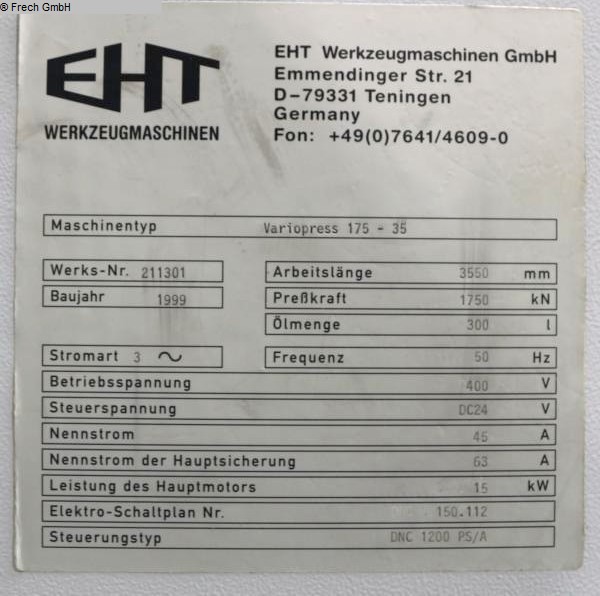 © Frech GmbH
EHT
WERKZEUGMASCHINEN
EHT Werkzeugmaschinen GmbH
Emmendinger Str. 21
D-79331 Teningen
Germany
Fon: +49(0)7641/4609-0
Maschinentyp Variopress 175 - 35
Werks-Nr. 211301 Arbeitslänge 3550 mm
Baujahr 1999 Preßkraft 1750 kN
Ölmenge 300 l
Stromart 3 ~ Frequenz 50 Hz
Betriebsspannung 400 V
Steuerspannung DC24 V
Nennstrom 45 A
Nennstrom der Hauptsicherung 63 A
Leistung des Hauptmotors 15 kW
Elektro-Schaltplan Nr. 150.112
Steuerungstyp DNC 1200 PS/A